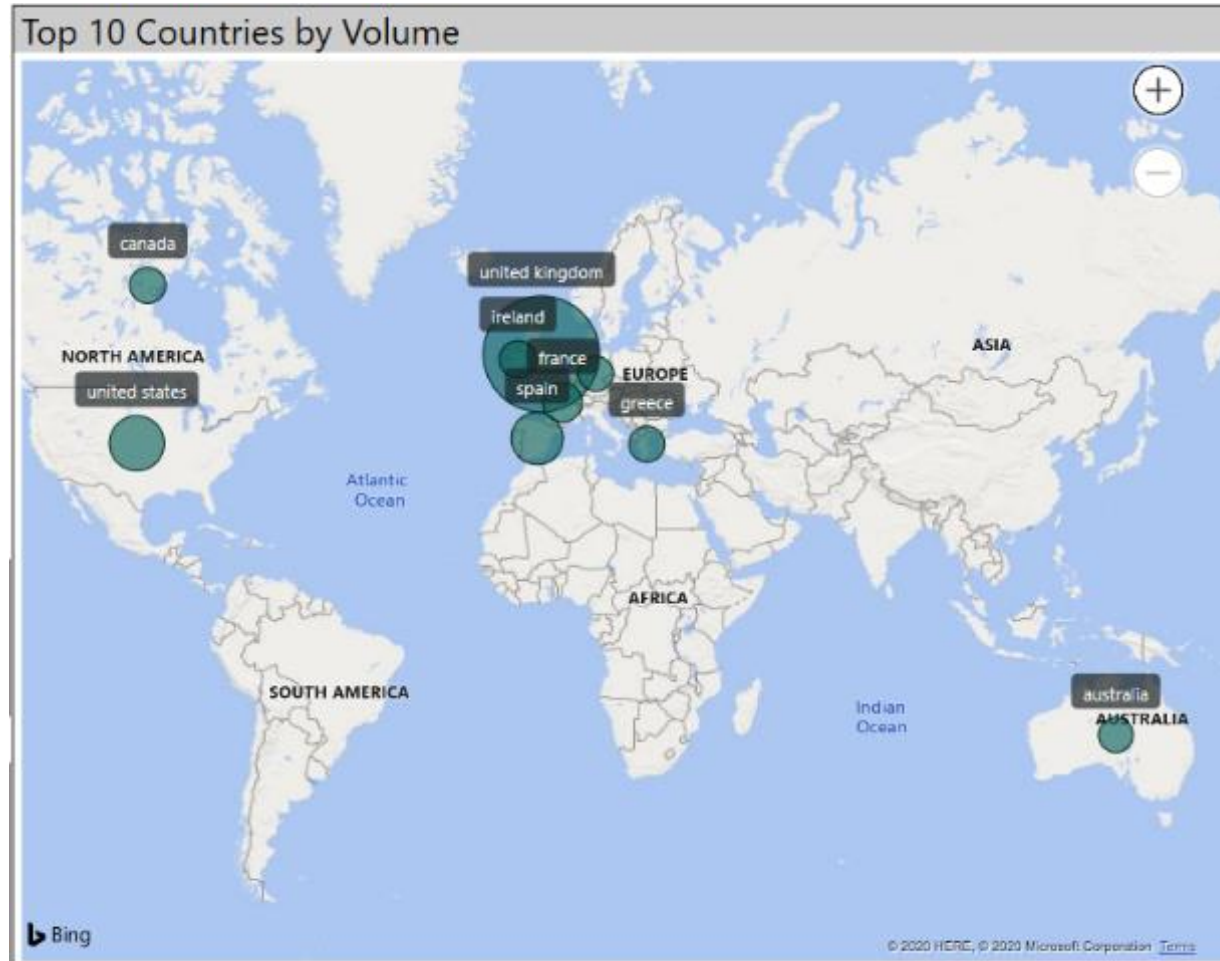 Top 10 Countries by Volume
+
−
canada
united kingdom
ireland
NORTH AMERICA
ASIA
france
EUROPE
united states
spain
greece
Atlantic
Ocean
AFRICA
SOUTH AMERICA
australia
Indian
Ocean
AUSTRALIA
Bing
© 2020 HERE, © 2020 Microsoft Corporation Terms